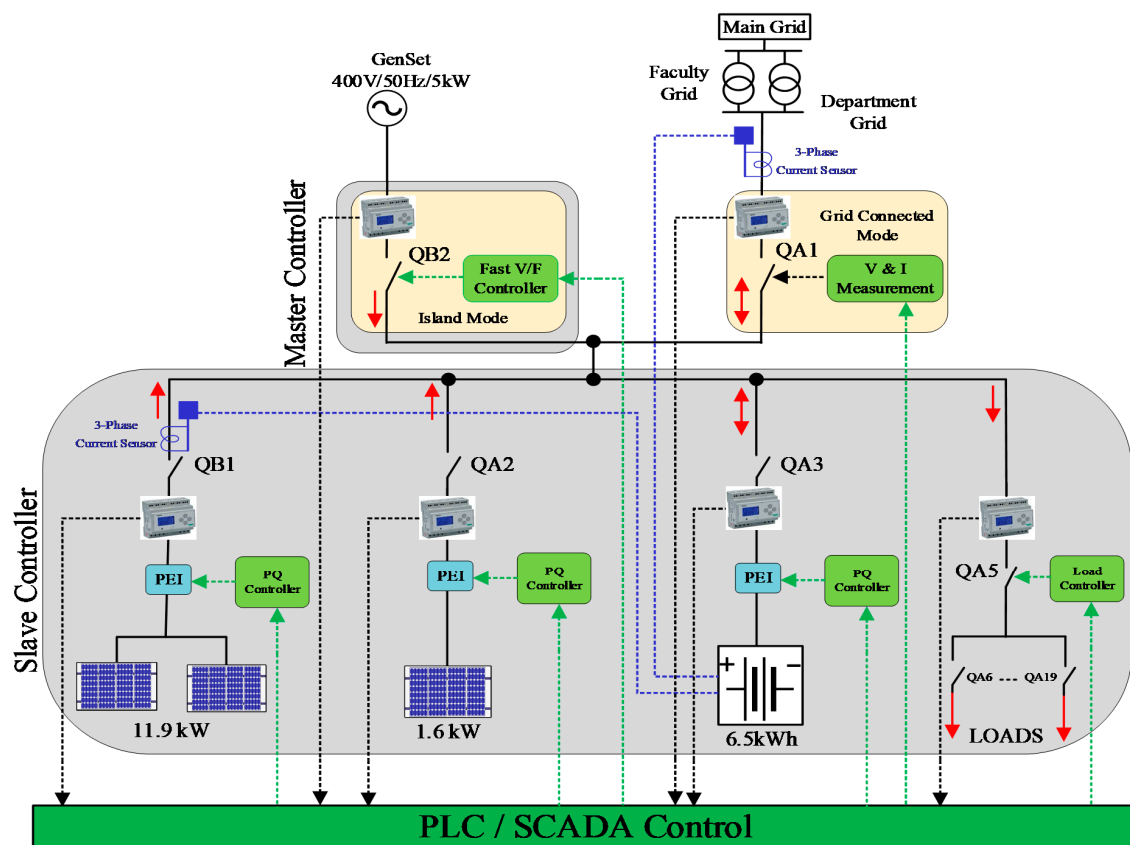 Main Grid
GenSet
400V/50Hz/5kW
Faculty
Grid
Department
Grid
3-Phase
Current Sensor
Master Controller
QB2
Fast V/F
Controller
Island Mode
Grid Connected
Mode
QA1
V & I
Measurement
Slave Controller
3-Phase
Current Sensor
QB1
QA2
QA3
PEI
PQ
Controller
PEI
PQ
Controller
PEI
PQ
Controller
QA5
Load
Controller
+
−
QA6
QA19
11.9 kW
1.6 kW
6.5kWh
LOADS
PLC / SCADA Control